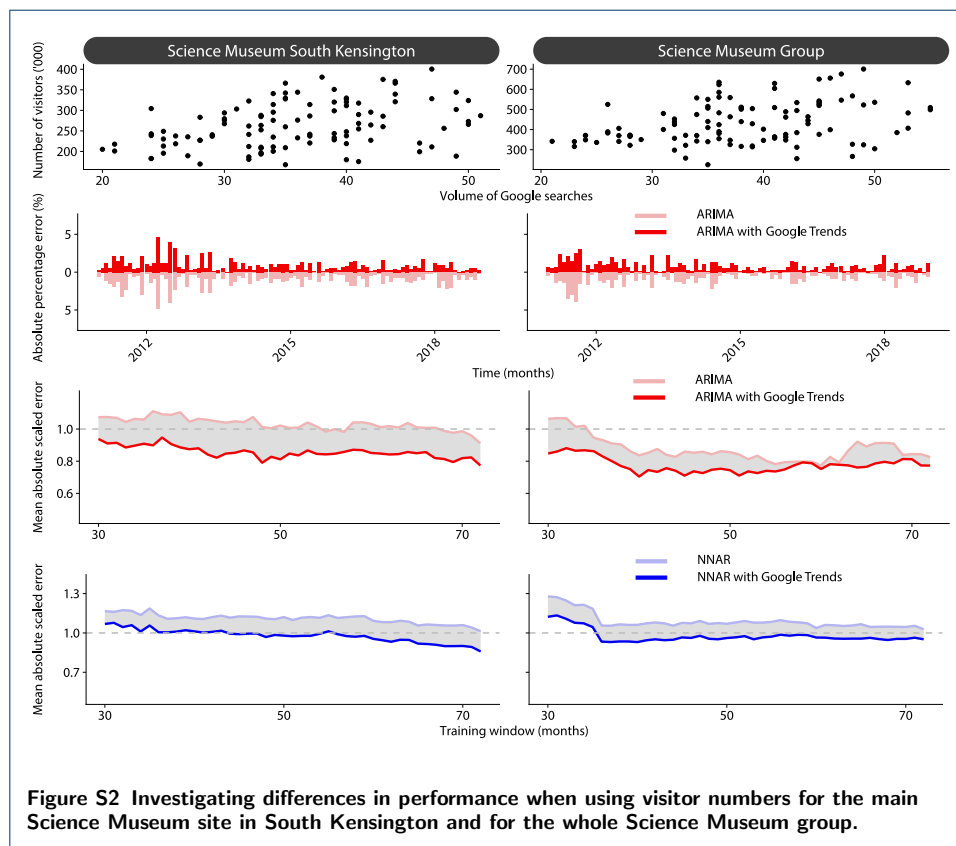 Science Museum South Kensington
Science Museum Group
Number of visitors ('000)
400
350
300
250
200
20
30
40
50
700
600
500
400
300
21
31
41
50
Volume of Google searches
Absolute percentage error (%)
5
0
5
2012
2015
2018
ARIMA
ARIMA with Google Trends
2012
2015
2018
Time (months)
Mean absolute scaled error
1.0
0.8
0.6
30
50
70
ARIMA
ARIMA with Google Trends
30
50
70
Mean absolute scaled error
1.3
1.0
0.7
30
50
70
NNAR
NNAR with Google Trends
30
50
70
Training window (months)
Figure S2 Investigating differences in performance when using visitor numbers for the main
Science Museum site in South Kensington and for the whole Science Museum group.